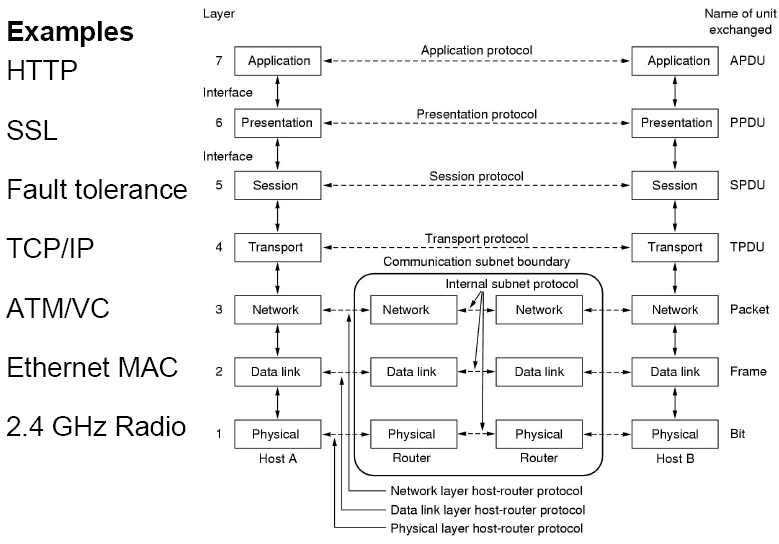 Layer
Name of unit
exchanged
Examples
HTTP
7
Application
Application protocol
Application
APDU
Interface
SSL
6
Presentation
Presentation protocol
Presentation
PPDU
Interface
Fault tolerance
5
Session
Session protocol
Session
SPDU
TCP/IP
4
Transport
Transport protocol
Transport
TPDU
Communication subnet boundary
Internal subnet protocol
ATM/VC
3
Network
Network
Network
Network
Packet
Ethernet MAC
2
Data link
Data link
Data link
Data link
Frame
2.4 GHz Radio
1
Physical
Physical
Physical
Physical
Bit
Host A
Router
Router
Host B
Network layer host-router protocol
Data link layer host-router protocol
Physical layer host-router protocol